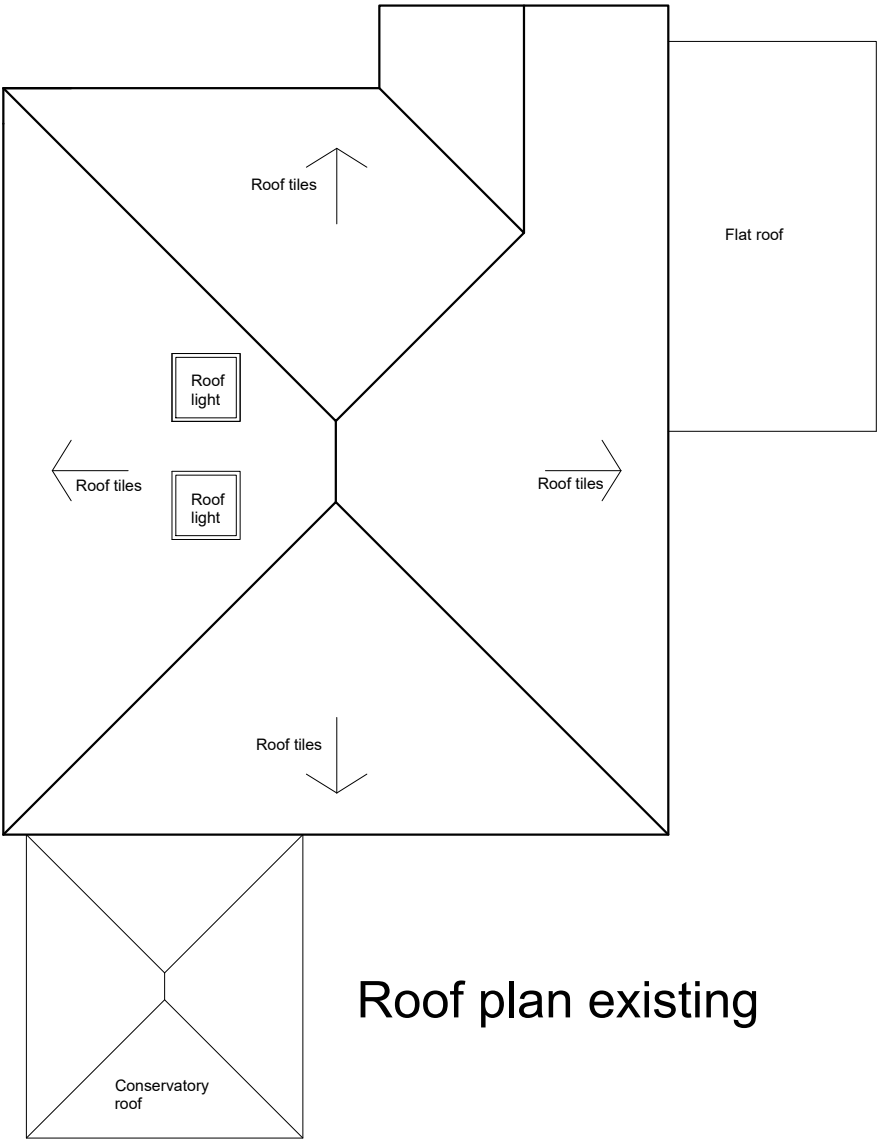 Roof tiles
Flat roof
Roof
light
Roof tiles
Roof
light
Roof tiles
Roof tiles
Roof plan existing
Conservatory
roof